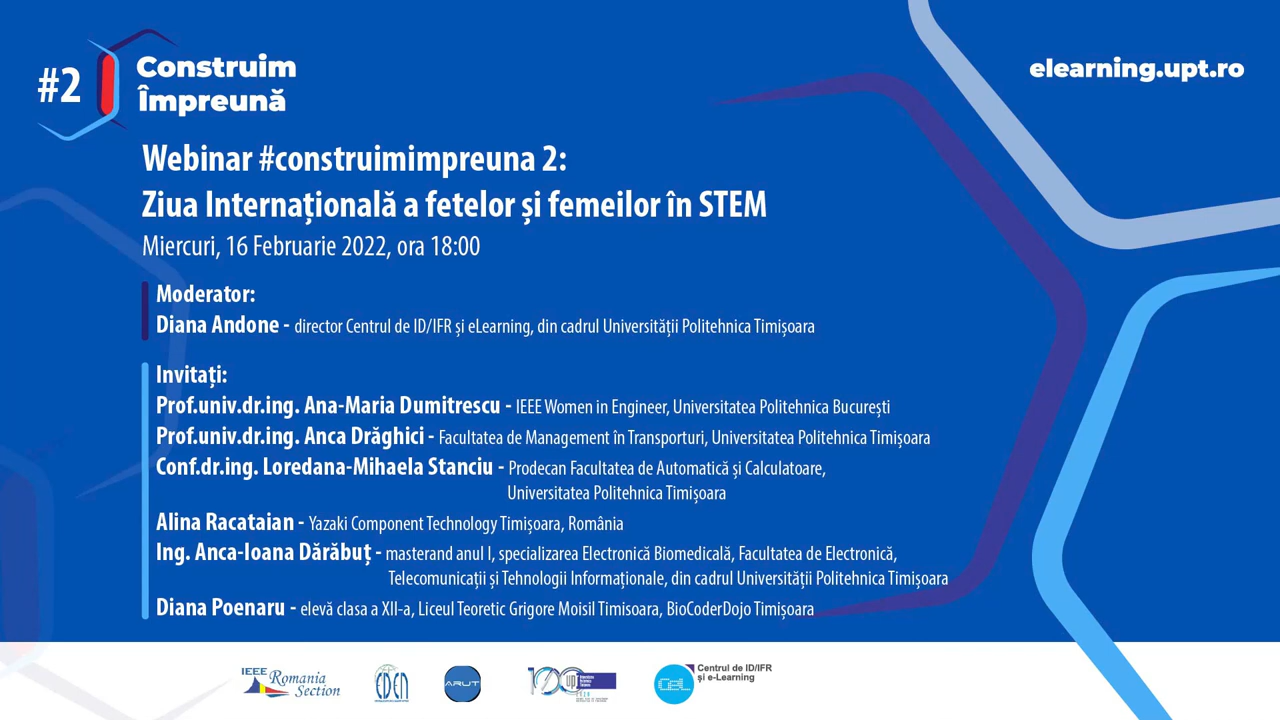 #2
Construim
Împreună
elearning.upt.ro
Webinar #construimimpreuna 2:
Ziua Internațională a fetelor și femeilor în STEM
Miercuri, 16 Februarie 2022, ora 18:00
Moderator:
Diana Andone - director Centrul de ID/IFR și eLearning, din cadrul Universității Politehnica Timișoara
Invitați:
Prof.univ.dr.ing. Ana-Maria Dumitrescu - IEEE Women in Engineer, Universitatea Politehnica București
Prof.univ.dr.ing. Anca Drăghici - Facultatea de Management în Transporturi, Universitatea Politehnica Timișoara
Conf.dr.ing. Loredana-Mihaela Stanciu - Prodecan Facultatea de Automatică și Calculatoare,
Universitatea Politehnica Timișoara
Alina Racataian - Yazaki Component Technology Timișoara, România
Ing. Anca-Ioana Dărăbuț - masterand anul I, specializarea Electronică Biomedicală, Facultatea de Electronică,
Telecomunicații și Tehnologii Informaționale, din cadrul Universității Politehnica Timișoara
Diana Poenaru - elevă clasa a XII-a, Liceul Teoretic Grigore Moisil Timisoara, BioCoderDojo Timișoara
IEEE Romania
Section
EDEN
ARUT
100 upt
CeL
Centrul de ID/IFR
și e-Learning